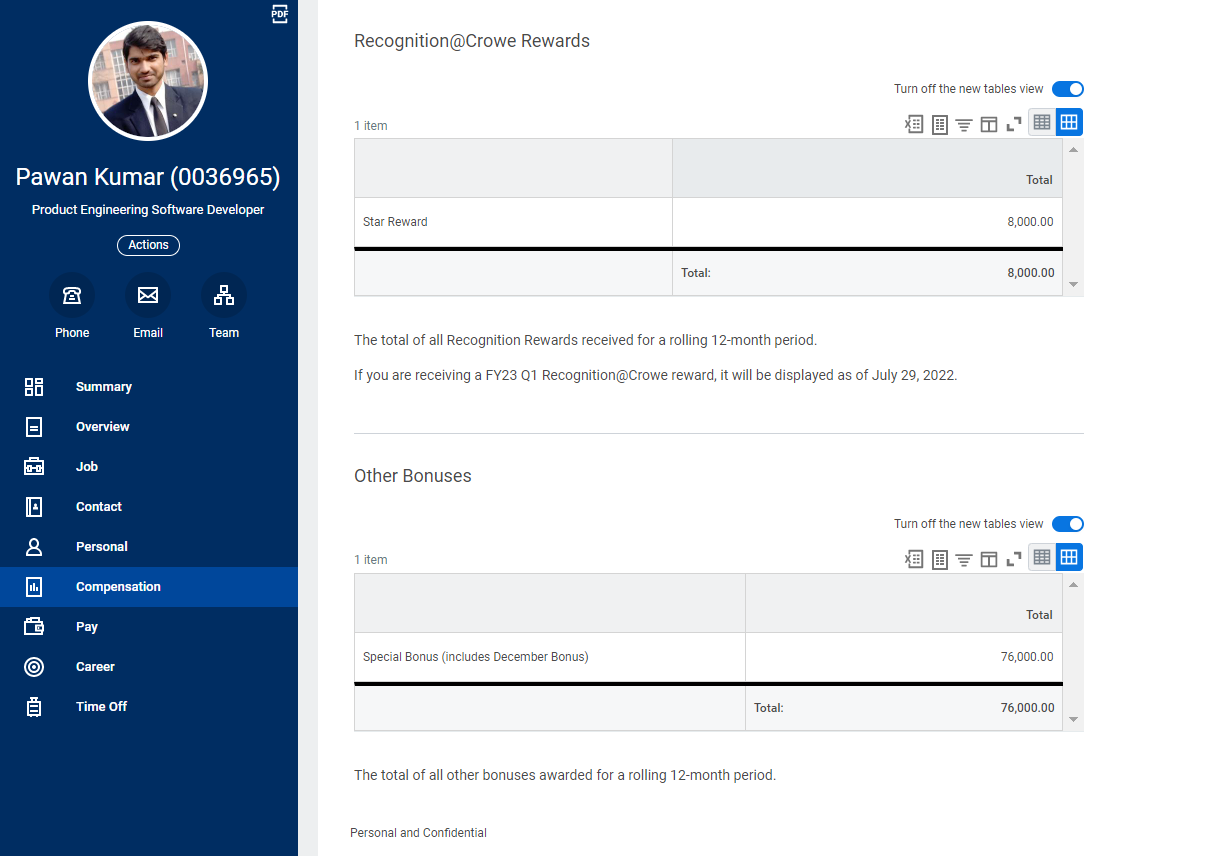 PDF
Pawan Kumar (0036965)
Product Engineering Software Developer
Actions
Phone Email Team
Summary
Overview
Job
Contact
Personal
Compensation
Pay
Career
Time Off
Recognition@Crowe Rewards
Turn off the new tables view
1 item
Total
Star Reward 8,000.00
Total: 8,000.00
The total of all Recognition Rewards received for a rolling 12-month period.
If you are receiving a FY23 Q1 Recognition@Crowe reward, it will be displayed as of July 29, 2022.
Other Bonuses
Turn off the new tables view
1 item
Total
Special Bonus (includes December Bonus) 76,000.00
Total: 76,000.00
The total of all other bonuses awarded for a rolling 12-month period.
Personal and Confidential